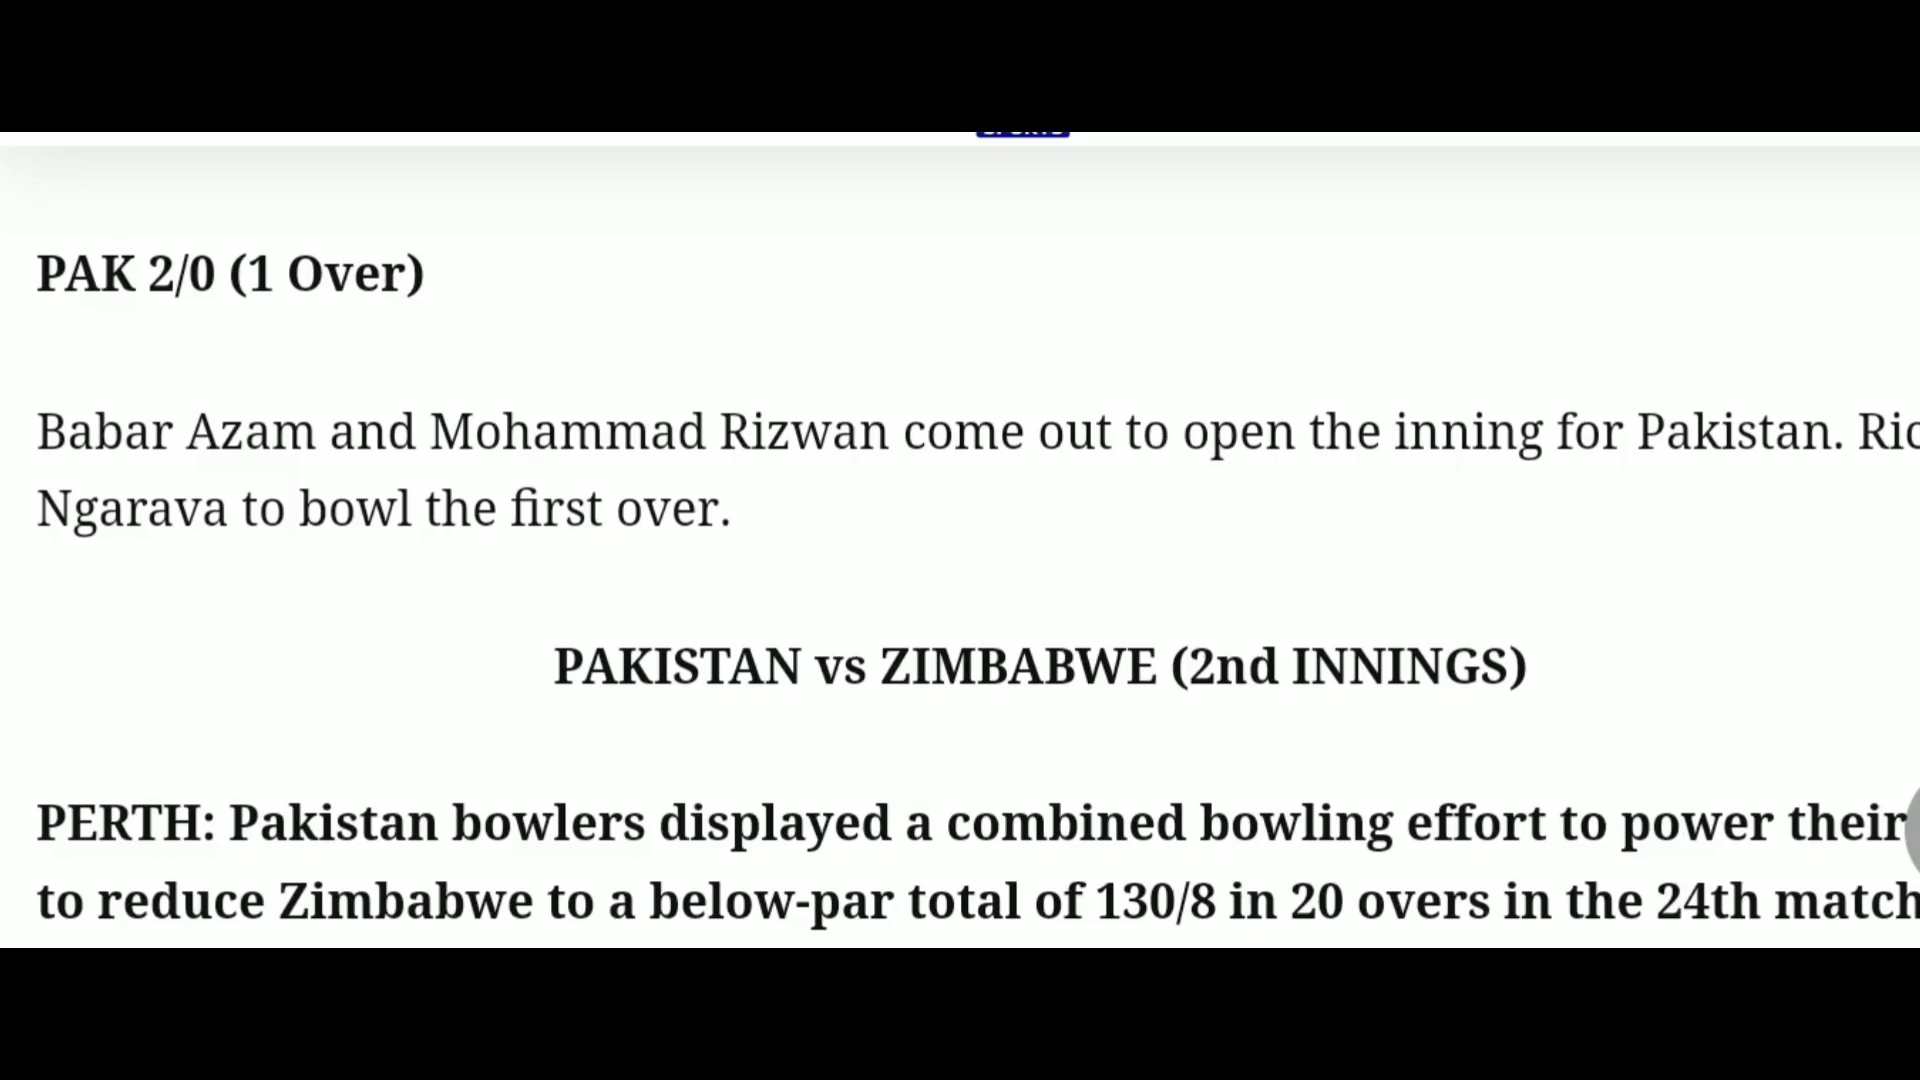 PAK 2/0 (1 Over)
Babar Azam and Mohammad Rizwan come out to open the inning for Pakistan.
Ngarava to bowl the first over.
PAKISTAN vs ZIMBABWE (2nd INNINGS)
PERTH: Pakistan bowlers displayed a combined bowling effort to power their
to reduce Zimbabwe to a below-par total of 130/8 in 20 overs in the 24th match